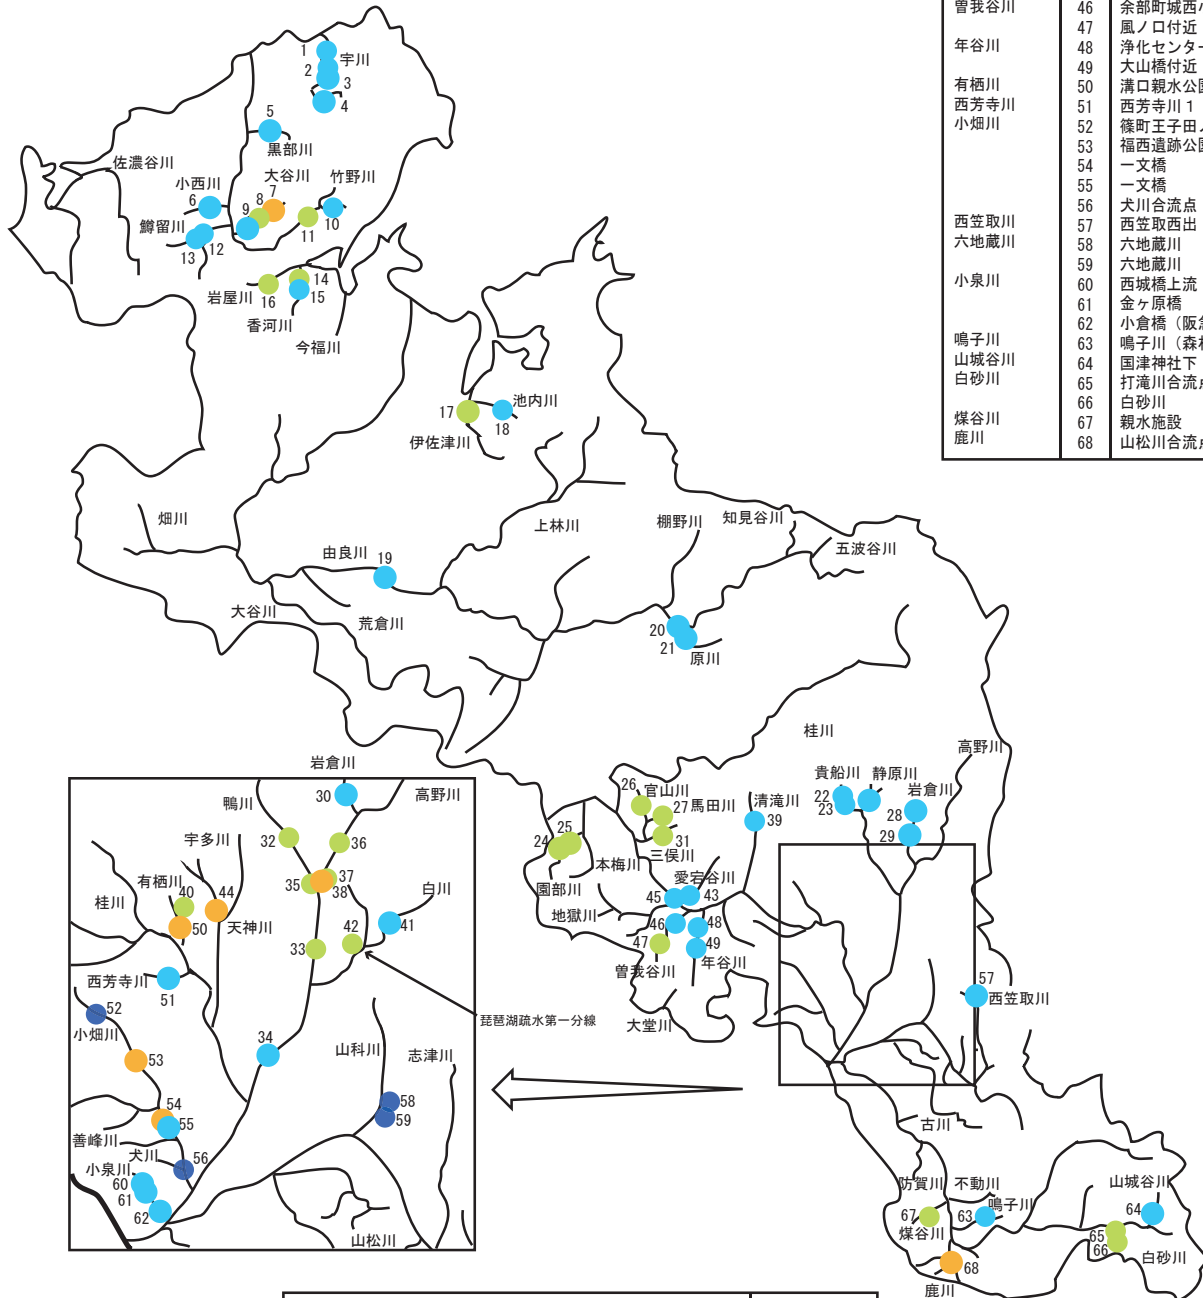 曽我谷川 46 余部町城西
47 風ノ口付近
年谷川 48 浄化センター
49 大山橋付近
有栖川 50 溝口親水公園
西芳寺川 51 西芳寺川1
小畑川 52 篠町王子田
53 福西遺跡公園
54 一文橋
55 一文橋
56 犬川合流点
西笠取川 57 西笠取西出
六地蔵川 58 六地蔵川
59 六地蔵川
小泉川 60 西城橋上流
61 金ヶ原橋
62 小倉橋（阪急
鳴子川 63 鳴子川（森
山城谷川 64 国津神社下
白砂川 65 打滝川合流点
66 白砂川
煤谷川 67 親水施設
鹿川 68 山松川合流点
1
宇川
2
3
4
5
黒部川
佐濃谷川
小西川
大谷川
竹野川
6
7
8
9
10
11
鱒留川
12
13
14
15
16
岩屋川
香河川
今福川
17
池内川
18
伊佐津川
畑川
上林川
棚野川
知見谷川
五波谷川
由良川
19
大谷川
荒倉川
20
21
原川
桂川
高野川
貴船川
静原川
岩倉川
22
23
28
29
26
官山川
27
馬田川
清滝川
39
25
24
31
三俣川
本梅川
園部川
愛宕谷川
45
43
地獄川
46
48
47
49
曽我谷川
年谷川
大堂川
57
西笠取川
岩倉川
30
高野川
鴨川
32
36
宇多川
有栖川
40
44
35
37
38
白川
桂川
50
天神川
42
41
33
西芳寺川
51
52
小畑川
琵琶湖疏水第一分線
34
山科川
志津川
53
58
59
54
55
善峰川
犬川
56
小泉川
60
61
62
山松川
古川
防賀川
不動川
山城谷川
鳴子川
67
63
64
煤谷川
65
66
白砂川
68
鹿川